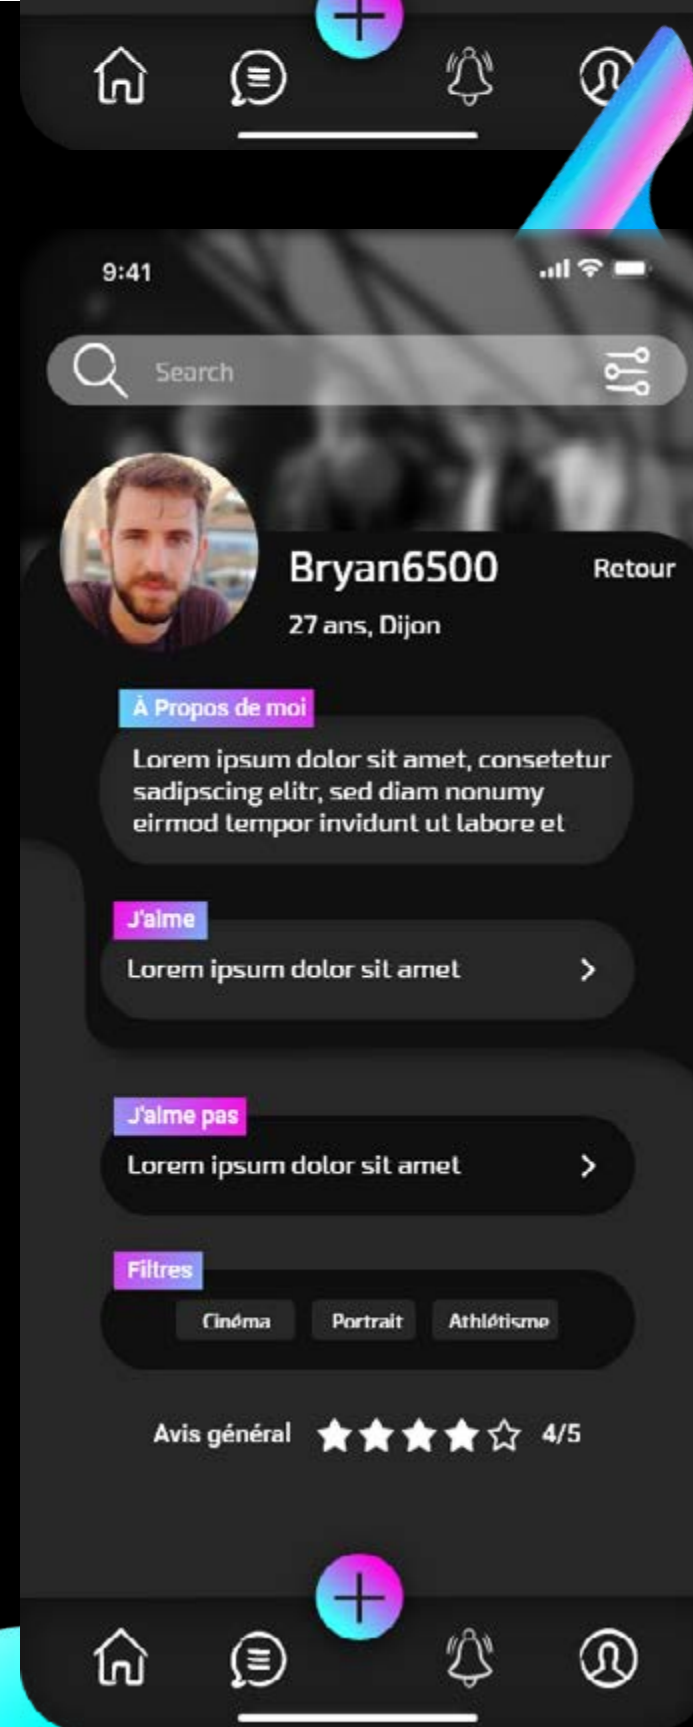 9:41
Search
Bryan6500
Retour
27 ans, Dijon
À Propos de moi
Lorem ipsum dolor sit amet, consetetur
sadipscing elitr, sed diam nonumy
eirmod tempor invidunt ut labore et
J'aime
Lorem ipsum dolor sit amet
J'aime pas
Lorem ipsum dolor sit amet
Filtres
Cinéma Portrait Athlétisme
Avis général 4/5